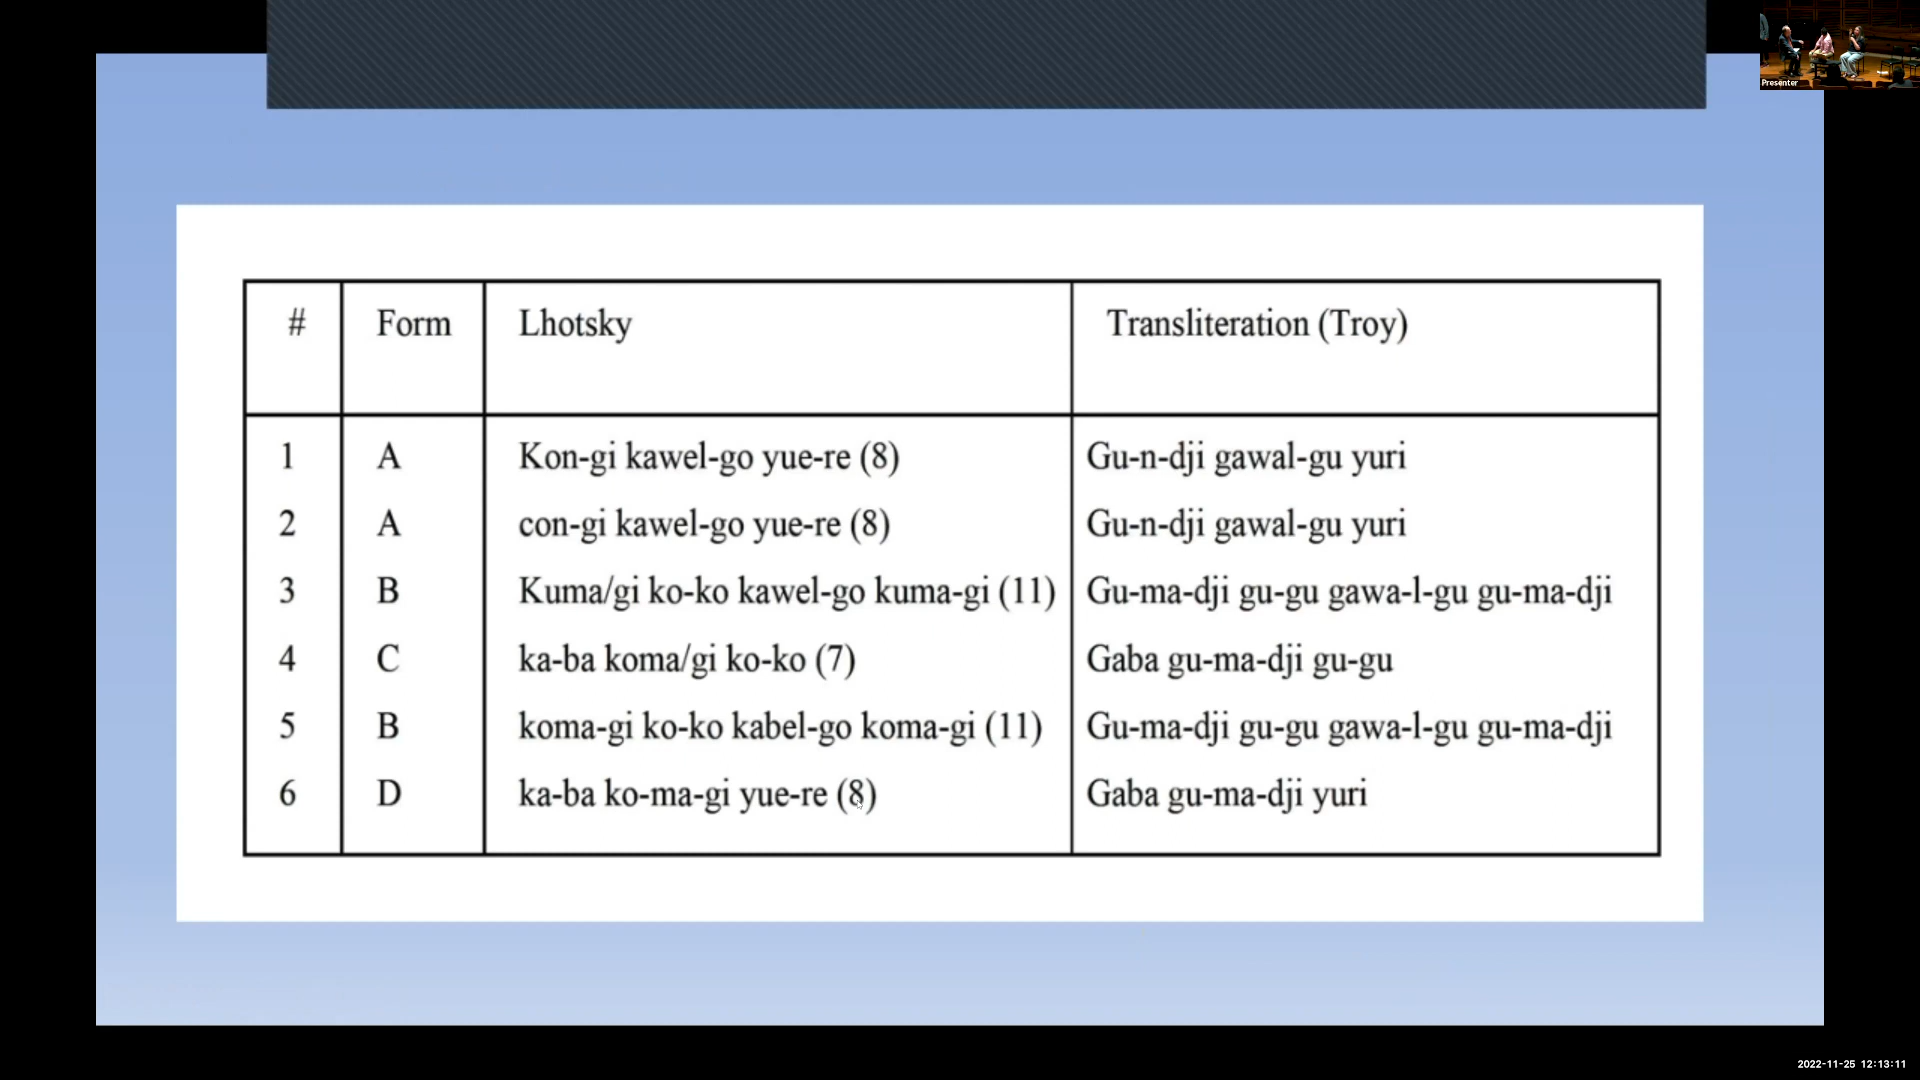 Presenter
# Form Lhotsky Transliteration (Troy)
1 A Kon-gi kawel-go yue-re (8) Gu-n-dji gawal-gu yuri
2 A con-gi kawel-go yue-re (8) Gu-n-dji gawal-gu yuri
3 B Kuma/gi ko-ko kawel-go kuma-gi (11) Gu-ma-dji gu-gu gawa-l-gu gu-ma-dji
4 C ka-ba koma/gi ko-ko (7) Gaba gu-ma-dji gu-gu
5 B koma-gi ko-ko kabel-go koma-gi (11) Gu-ma-dji gu-gu gawa-l-gu gu-ma-dji
6 D ka-ba ko-ma-gi yue-re (8) Gaba gu-ma-dji yuri
2022-11-25 12:13:11